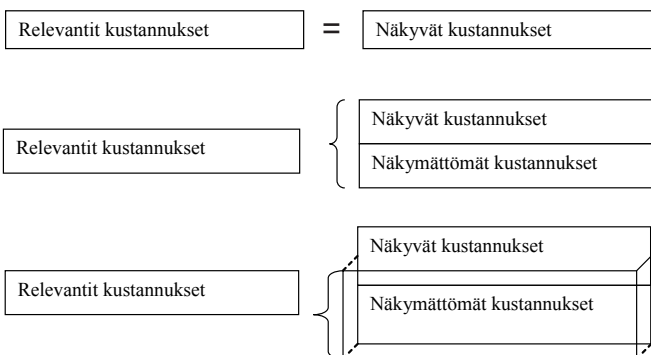 Relevantit kustannukset = Näkyvät kustannukset
Näkyvät kustannukset
Relevantit kustannukset
Näkymättömät kustannukset
Näkyvät kustannukset
Relevantit kustannukset
Näkymättömät kustannukset